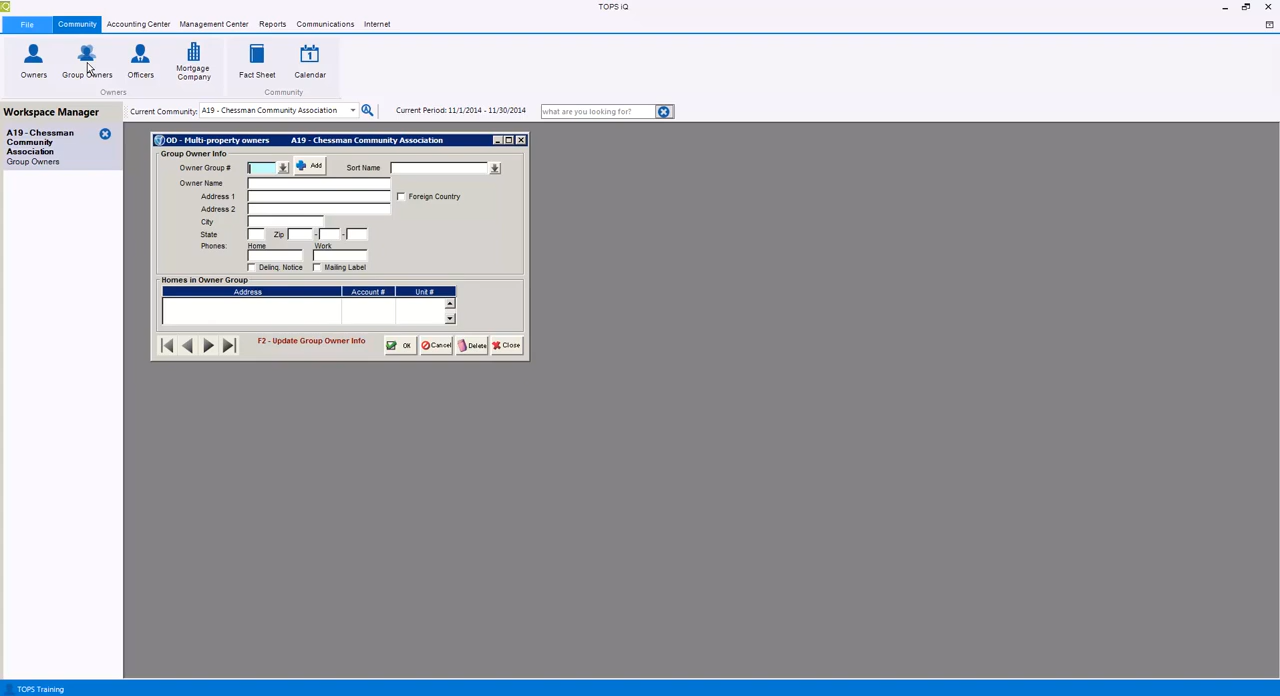 TOPS iQ
File Community Accounting Center Management Center Reports Communications Internet
Owners Group Owners Officers Mortgage Company Fact Sheet Calendar
Owners Community
Workspace Manager
Current Community: A19 - Chessman Community Association Current Period: 11/1/2014 - 11/30/2014 what are you looking for?
A19 - Chessman
Community
Association
Group Owners
OD - Multi-property owners A19 - Chessman Community Association
Group Owner Info
Owner Group # Add Sort Name
Owner Name
Address 1 Foreign Country
Address 2
City
State Zip - -
Phones: Home Work
Delinq. Notice Mailing Label
Homes in Owner Group
Address Account # Unit #
F2 - Update Group Owner Info OK Cancel Delete Close
TOPS Training